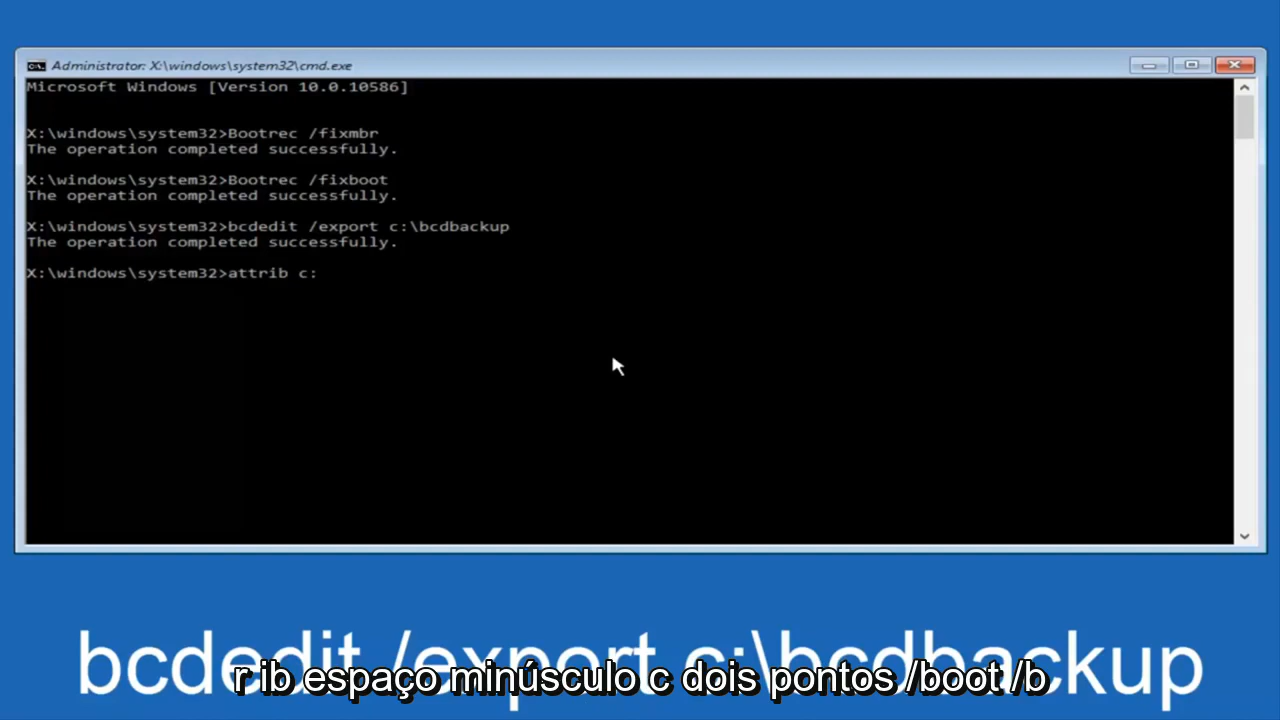 Administrator: X:\windows\system32\cmd.exe
Microsoft Windows [Version 10.0.10586]
X:\windows\system32>Bootrec /fixmbr
The operation completed successfully.
X:\windows\system32>Bootrec /fixboot
The operation completed successfully.
X:\windows\system32>bcdedit /export c:\bcdbackup
The operation completed successfully.
X:\windows\system32>attrib c:
bcdedit /export c:\bcdbackup
r ib espaço minúsculo c dois pontos /boot /b